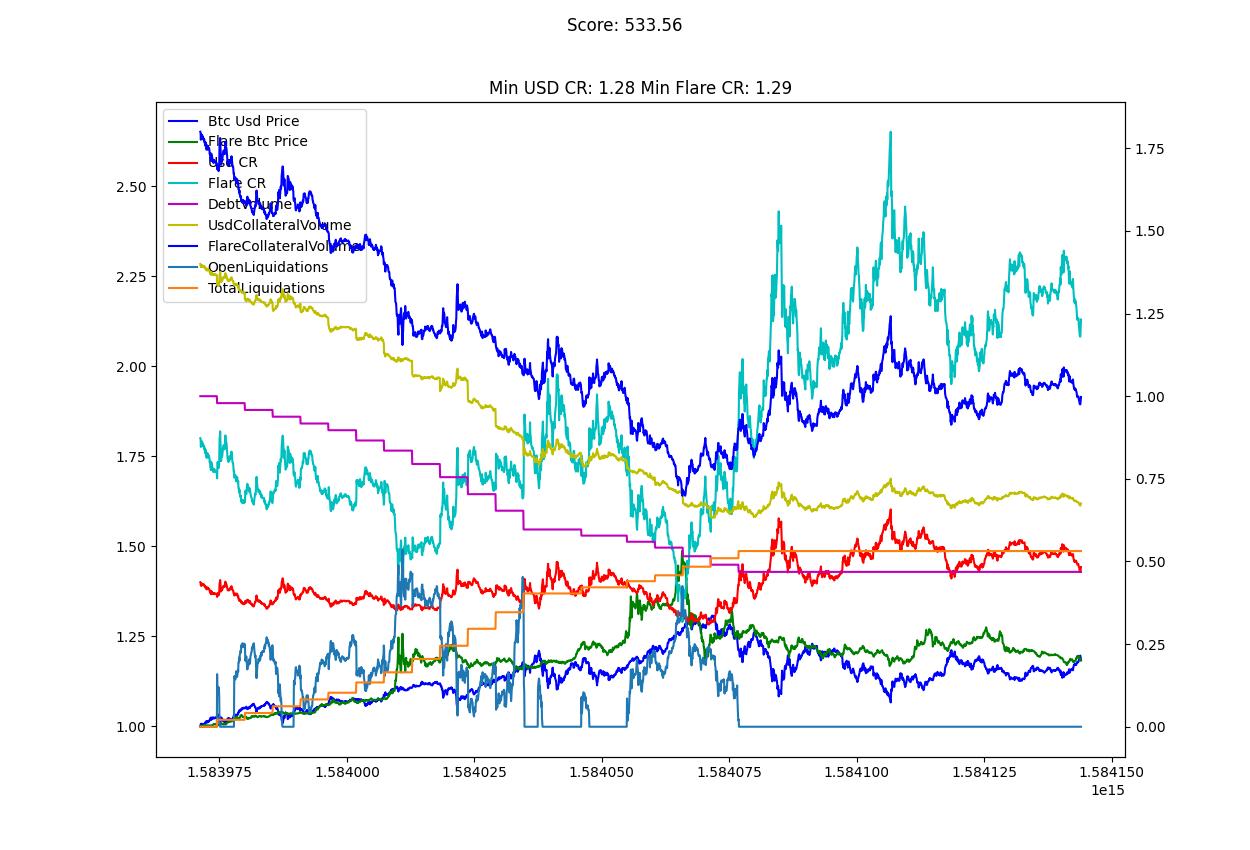 Score: 533.56
Min USD CR: 1.28 Min Flare CR: 1.29
Btc Usd Price
Flare Btc Price
Usd CR
Flare CR
DebtVolume
UsdCollateralVolume
FlareCollateralVolume
OpenLiquidations
TotalLiquidations
2.50
2.25
2.00
1.75
1.50
1.25
1.00
1.75
1.50
1.25
1.00
0.75
0.50
0.25
0.00
1.583975 1.584000 1.584025 1.584050 1.584075 1.584100 1.584125 1.584150
1e15